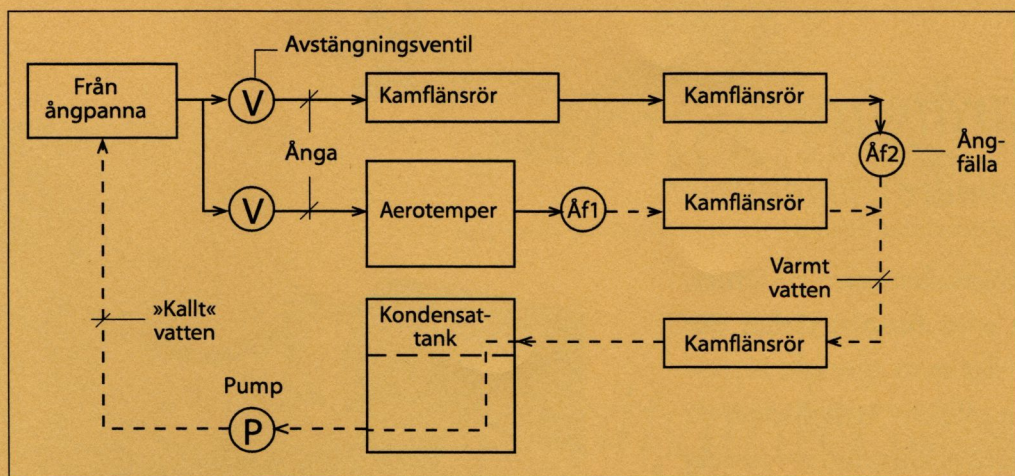 Avstängningsventil
Från
ångpanna
V
Kamflänsrör
Kamflänsrör
Ånga
Åf2
Ång-
fälla
V
Aerotemper
Åf1
Kamflänsrör
Varmt
vatten
»Kallt«
vatten
Kondensat-
tank
Kamflänsrör
Pump
P